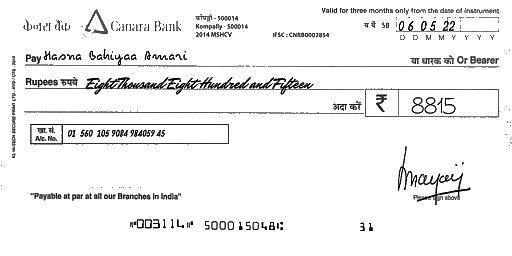 केनरा बैंक Canara Bank
कोंपल्ली - 500014
Kompally - 500014
2014 MSHCV
IFSC : CNRB0002854
Valid for three months only from the date of instrument
SB 06 05 22
D D M M Y Y Y Y
Pay Hasna Bahiyaa Amari या धारक को Or Bearer
Rupees रुपये Eight Thousand Eight Hundred and Fifteen
अदा करें ₹ 8815
खा. सं.
A/c. No. 01 560 105 9084 984059 45
Please sign above
"Payable at par at all our Branches in India"
⑈003114⑈ 500015048⑆ 31